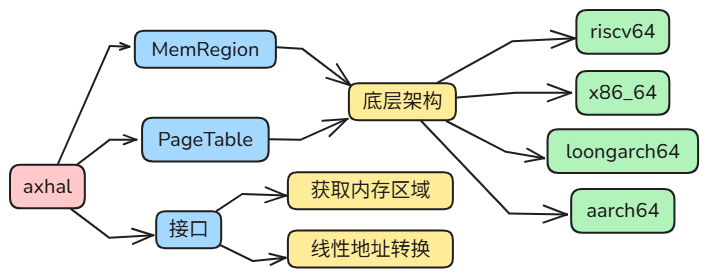 axhal
MemRegion
PageTable
接口
底层架构
获取内存区域
线性地址转换
riscv64
x86_64
loongarch64
aarch64